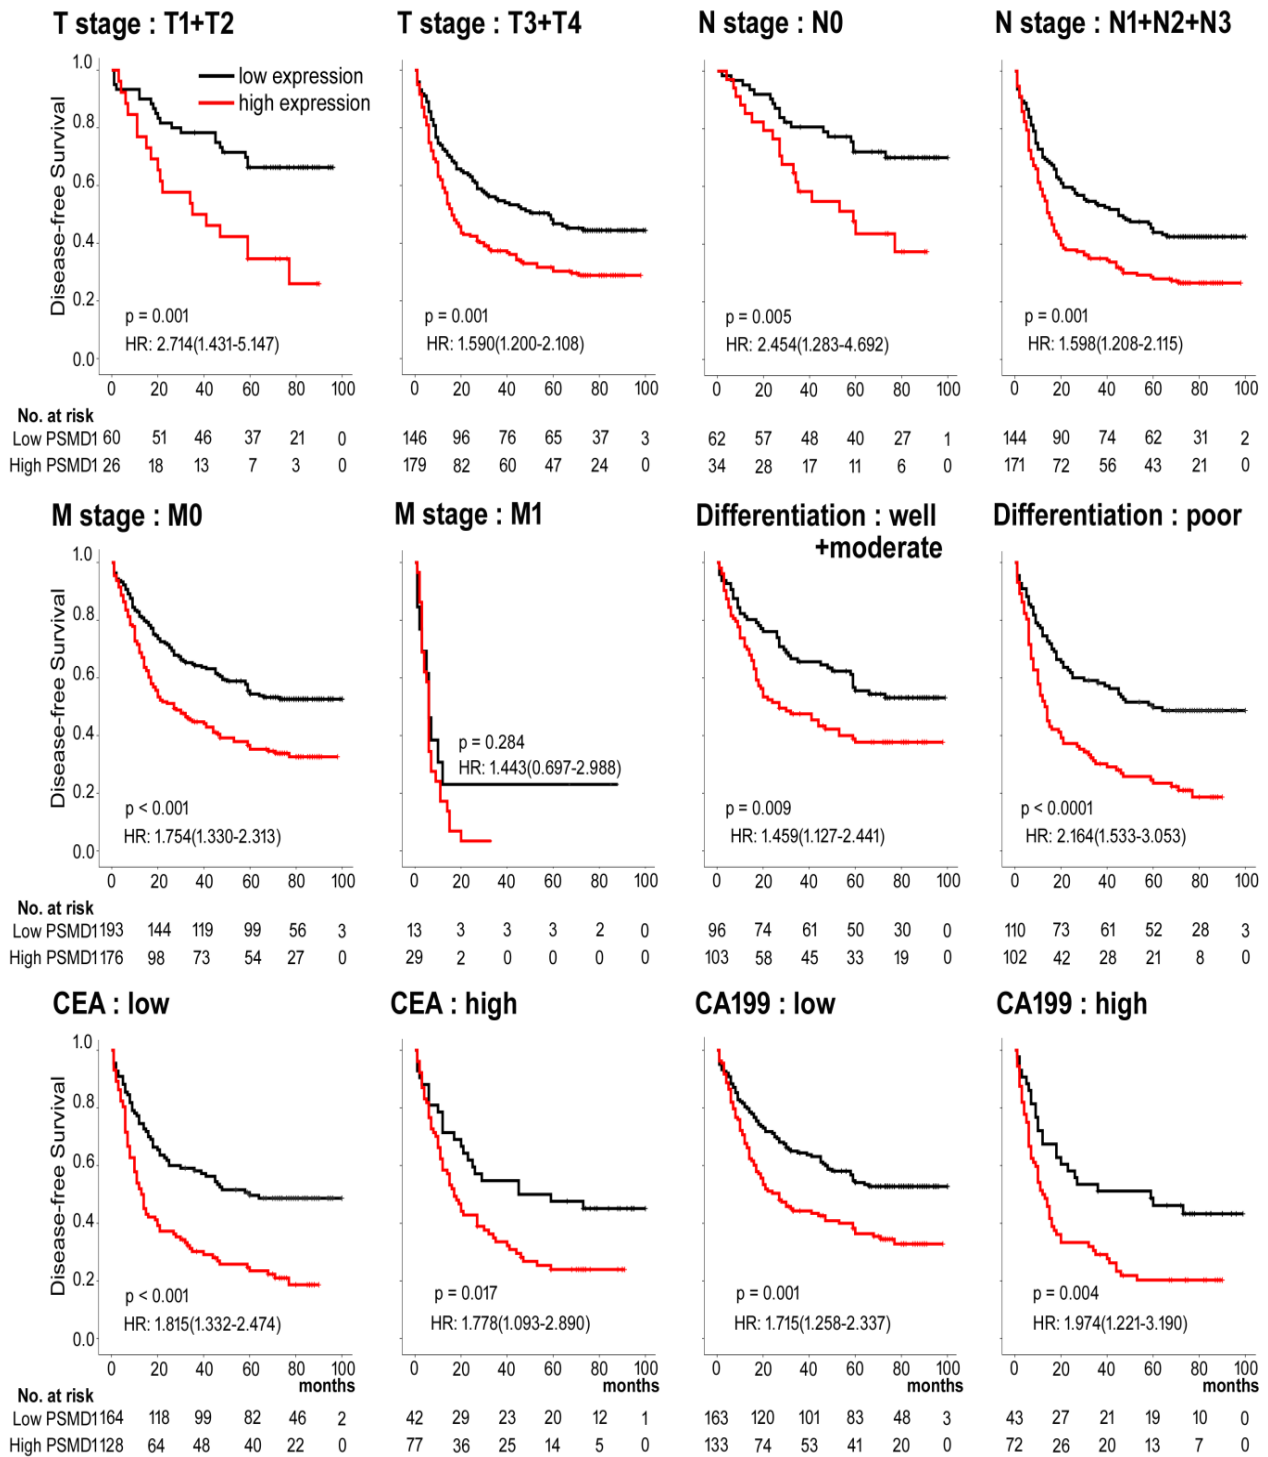 T stage : T1+T2
T stage : T3+T4
N stage : N0
N stage : N1+N2+N3
low expression
high expression
Disease-free Survival
1.0
0.8
0.6
0.4
0.2
0.0
p = 0.001
HR: 2.714(1.431-5.147)
p = 0.001
HR: 1.590(1.200-2.108)
p = 0.005
HR: 2.454(1.283-4.692)
p = 0.001
HR: 1.598(1.208-2.115)
0 20 40 60 80 100 0 20 40 60 80 100 0 20 40 60 80 100 0 20 40 60 80 100
No. at risk
Low PSMD1 60 51 46 37 21 0 146 96 76 65 37 3 62 57 48 40 27 1 144 90 74 62 31 2
High PSMD1 26 18 13 7 3 0 179 82 60 47 24 0 34 28 17 11 6 0 171 72 56 43 21 0
M stage : M0
M stage : M1
Differentiation : well
+moderate
Differentiation : poor
Disease-free Survival
1.0
0.8
0.6
0.4
0.2
0.0
p < 0.001
HR: 1.754(1.330-2.313)
p = 0.284
HR: 1.443(0.697-2.988)
p = 0.009
HR: 1.459(1.127-2.441)
p < 0.0001
HR: 2.164(1.533-3.053)
0 20 40 60 80 100 0 20 40 60 80 100 0 20 40 60 80 100 0 20 40 60 80 100
No. at risk
Low PSMD1 193 144 119 99 56 3 13 3 3 3 2 0 96 74 61 50 30 0 110 73 61 52 28 3
High PSMD1 176 98 73 54 27 0 29 2 0 0 0 0 103 58 45 33 19 0 102 42 28 21 8 0
CEA : low
CEA : high
CA199 : low
CA199 : high
Disease-free Survival
1.0
0.8
0.6
0.4
0.2
0.0
p < 0.001
HR: 1.815(1.332-2.474)
p = 0.017
HR: 1.778(1.093-2.890)
p = 0.001
HR: 1.715(1.258-2.337)
p = 0.004
HR: 1.974(1.221-3.190)
0 20 40 60 80 100 0 20 40 60 80 100 0 20 40 60 80 100 0 20 40 60 80 100
months months months months
No. at risk
Low PSMD1 164 118 99 82 46 2 42 29 23 20 12 1 163 120 101 83 48 3 43 27 21 19 10 0
High PSMD1 128 64 48 40 22 0 77 36 25 14 5 0 133 74 53 41 20 0 72 26 20 13 7 0